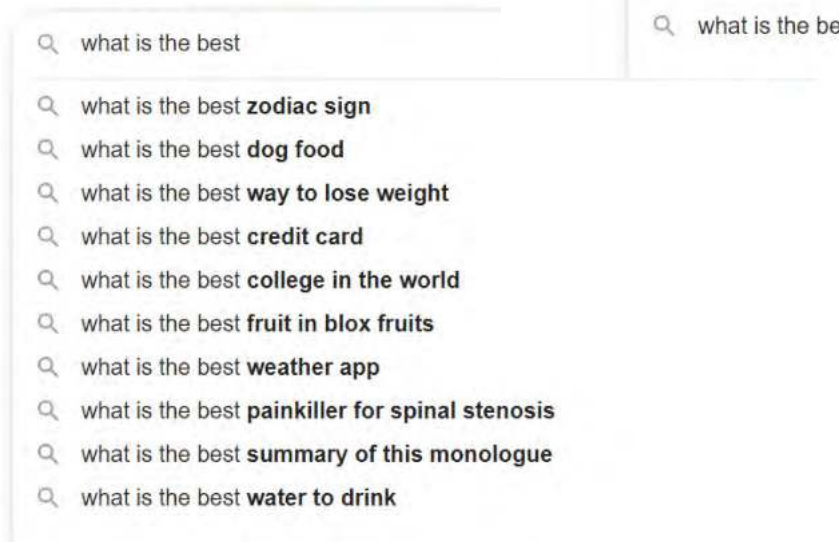 what is the best
what is the be
what is the best zodiac sign
what is the best dog food
what is the best way to lose weight
what is the best credit card
what is the best college in the world
what is the best fruit in blox fruits
what is the best weather app
what is the best painkiller for spinal stenosis
what is the best summary of this monologue
what is the best water to drink